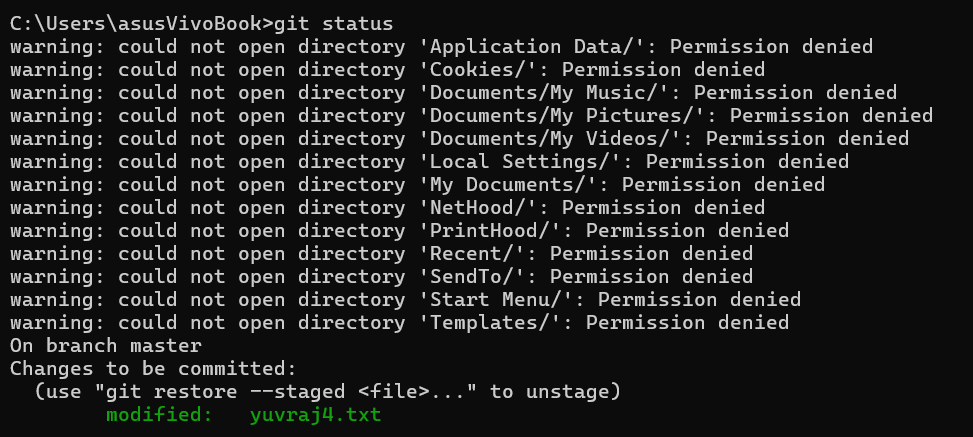 C:\Users\asusVivoBook>git status
warning: could not open directory 'Application Data/': Permission denied
warning: could not open directory 'Cookies/': Permission denied
warning: could not open directory 'Documents/My Music/': Permission denied
warning: could not open directory 'Documents/My Pictures/': Permission denied
warning: could not open directory 'Documents/My Videos/': Permission denied
warning: could not open directory 'Local Settings/': Permission denied
warning: could not open directory 'My Documents/': Permission denied
warning: could not open directory 'NetHood/': Permission denied
warning: could not open directory 'PrintHood/': Permission denied
warning: could not open directory 'Recent/': Permission denied
warning: could not open directory 'SendTo/': Permission denied
warning: could not open directory 'Start Menu/': Permission denied
warning: could not open directory 'Templates/': Permission denied
On branch master
Changes to be committed:
  (use "git restore --staged <file>..." to unstage)
        modified:   yuvraj4.txt